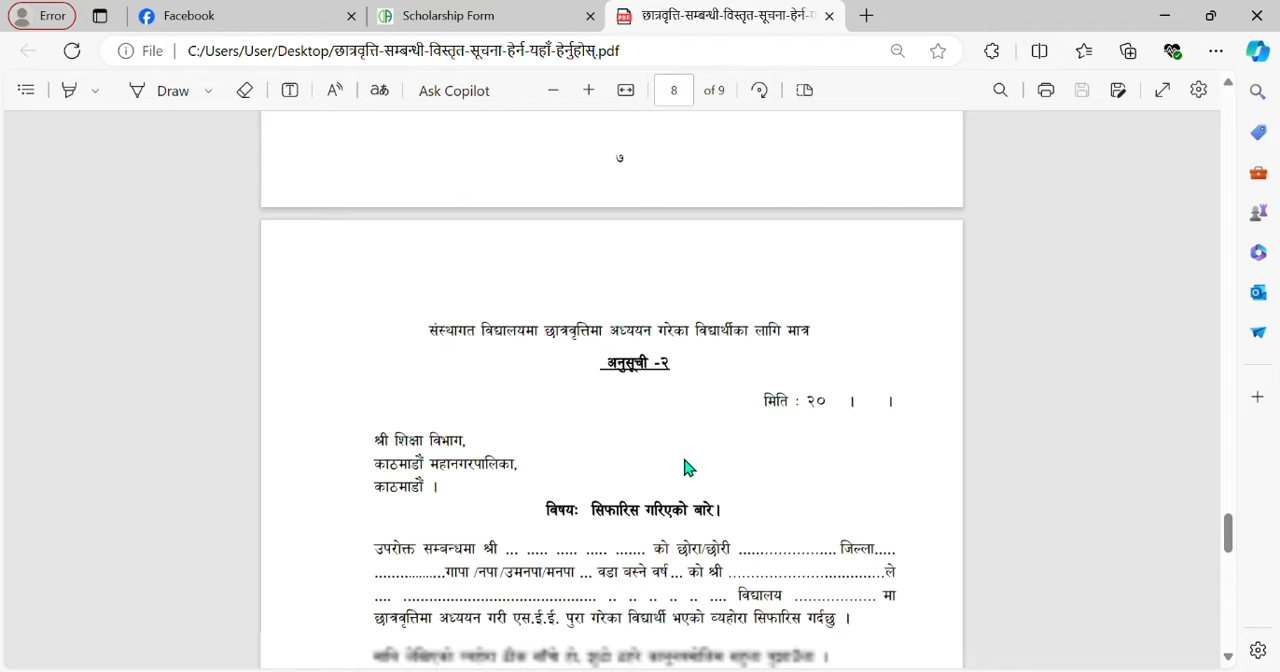 Error
Facebook
Scholarship Form
छात्रवृत्ति-सम्बन्धी-विस्तृत-सूचना-हेर्न-य
File
C:/Users/User/Desktop/छात्रवृत्ति-सम्बन्धी-विस्तृत-सूचना-हेर्न-यहाँ-हेर्नुहोस्.pdf
Draw
Ask Copilot
8 of 9
७
संस्थागत विद्यालयमा छात्रवृत्तिमा अध्ययन गरेका विद्यार्थीका लागि मात्र
अनुसूची -२
मिति : २० । ।
श्री शिक्षा विभाग,
काठमाडौं महानगरपालिका,
काठमाडौं ।
विषयः सिफारिस गरिएको बारे।
उपरोक्त सम्बन्धमा श्री ... ..... ..... ..... ....... को छोरा/छोरी ..................... जिल्ला.....
..................गापा /नपा /उमनपा/मनपा ... वडा बस्ने वर्ष ... को श्री .................................ले
.... ......................................... .. .. .. .. .. .... विद्यालय .................. मा
छात्रवृत्तिमा अध्ययन गरी एस.ई.ई. पुरा गरेका विद्यार्थी भएको व्यहोरा सिफारिस गर्दछु ।